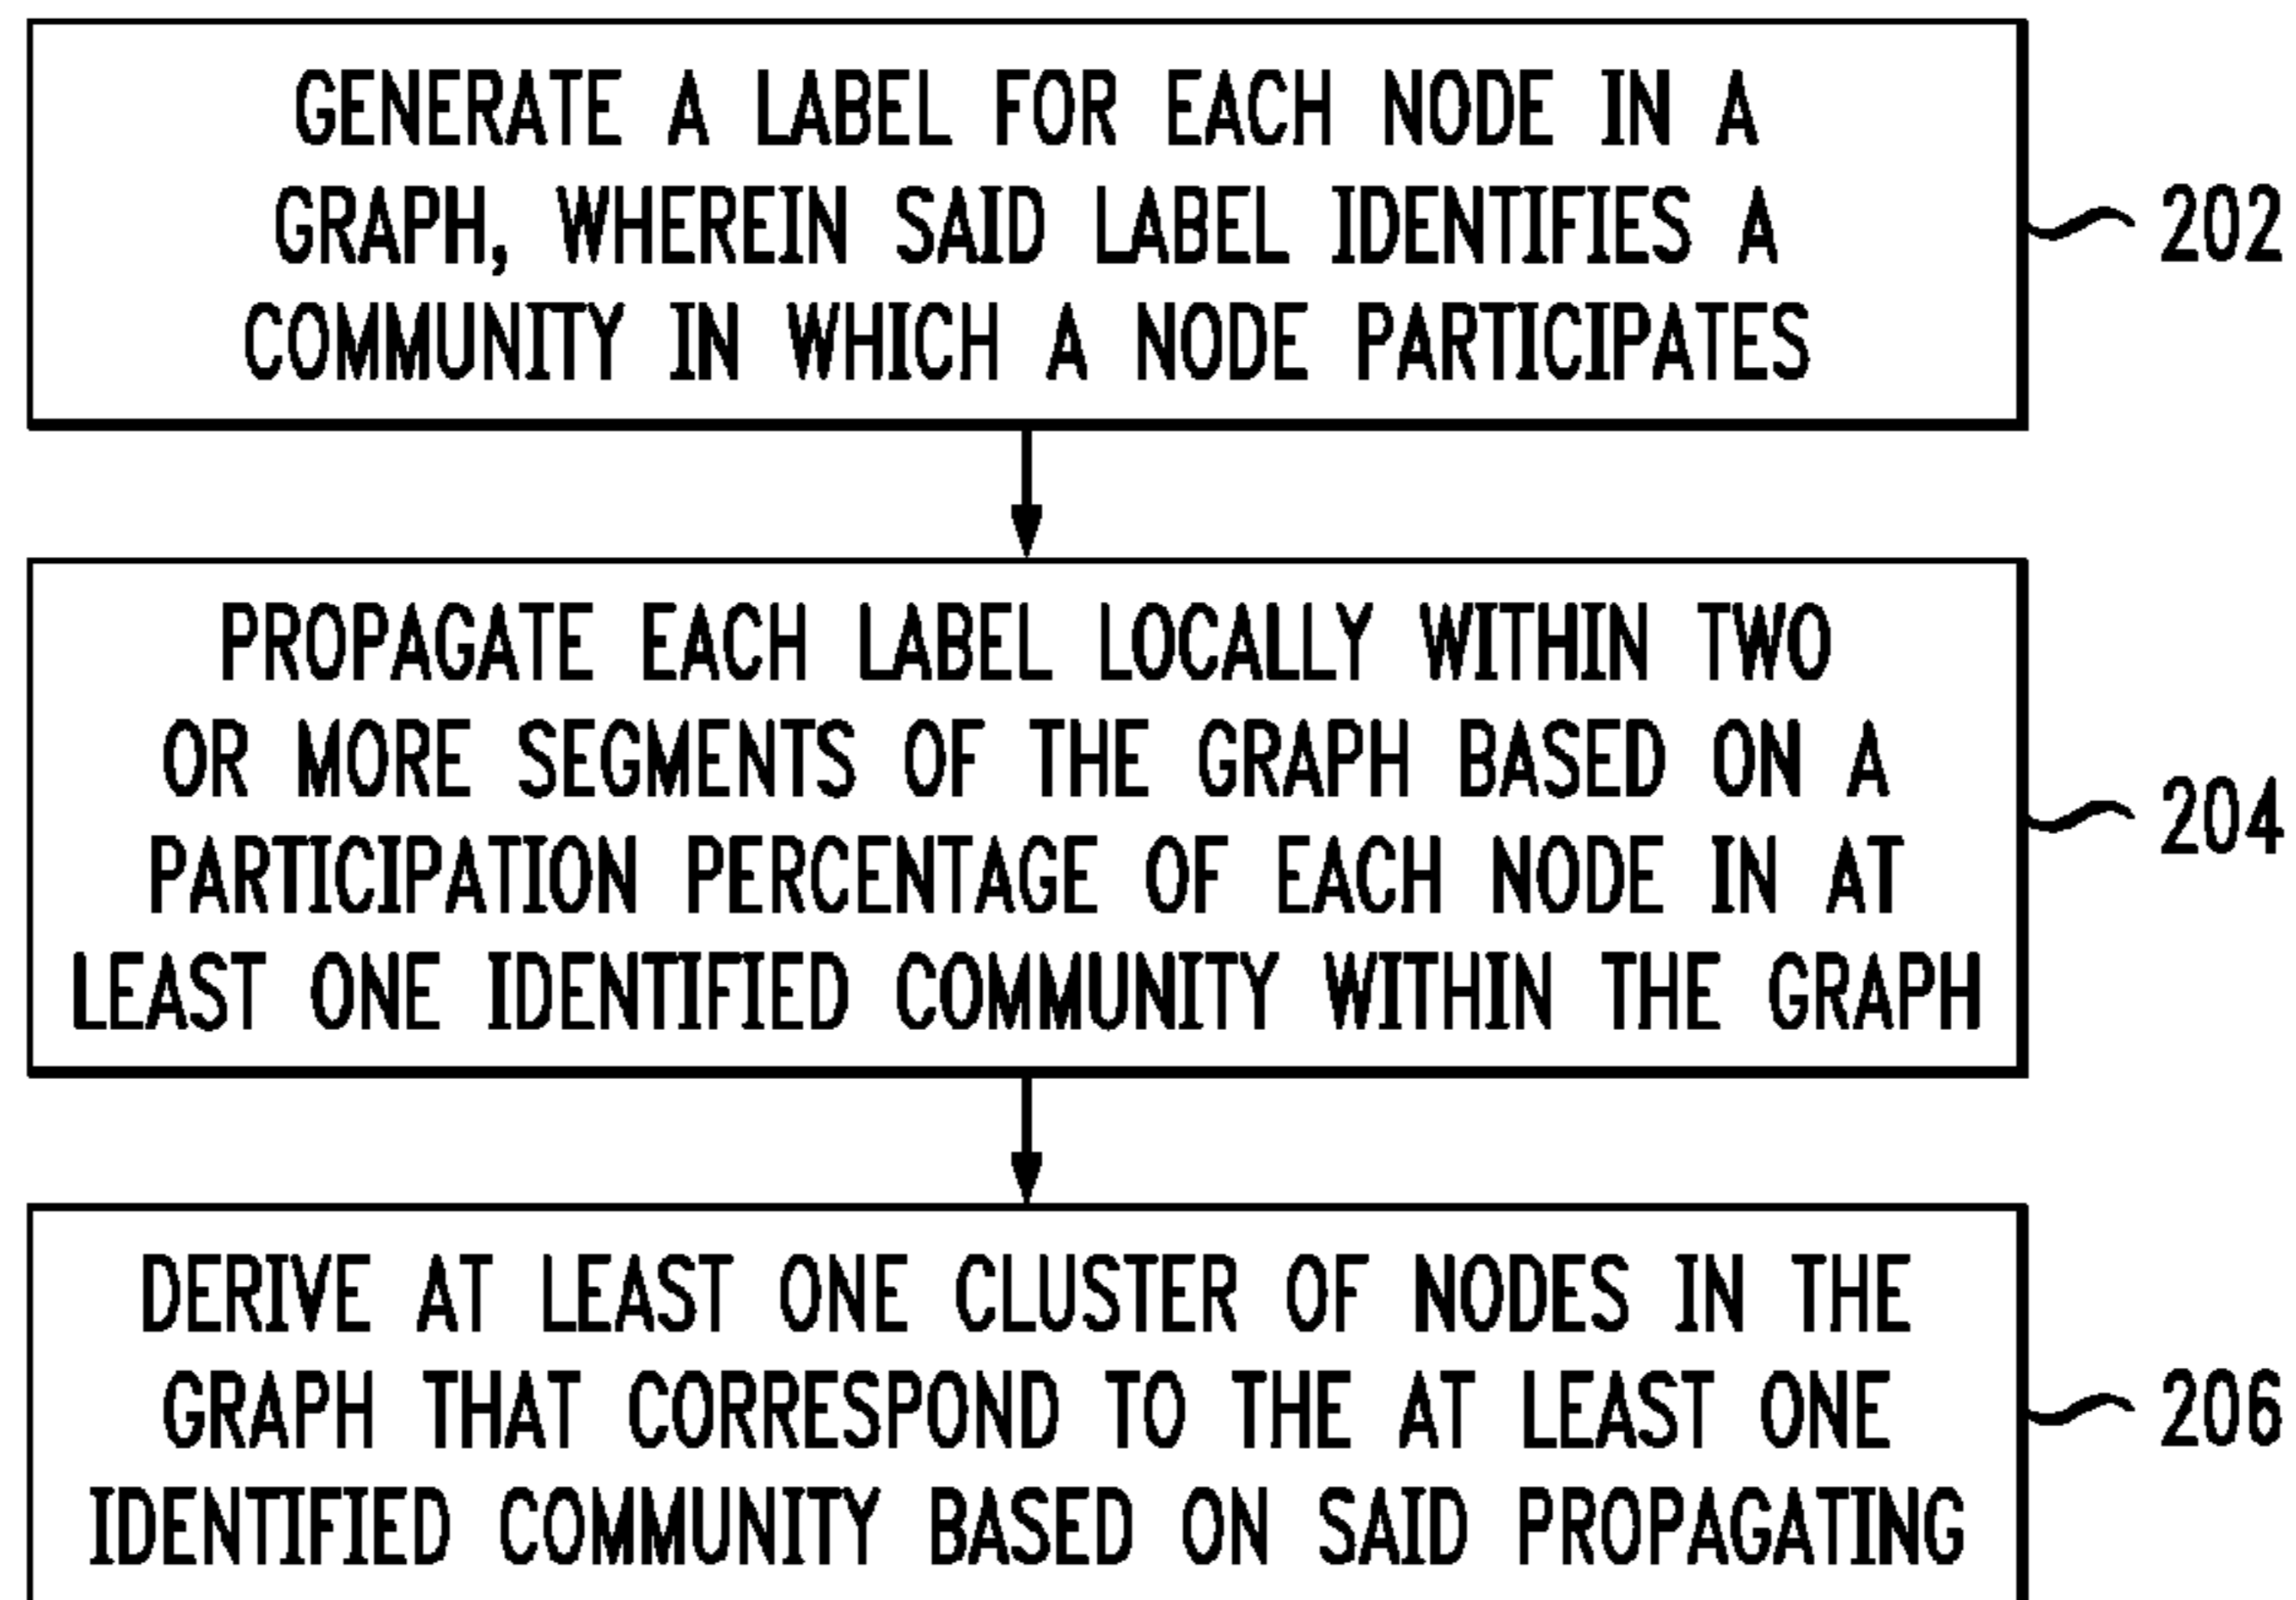 GENERATE A LABEL FOR EACH NODE IN A
GRAPH, WHEREIN SAID LABEL IDENTIFIES A
COMMUNITY IN WHICH A NODE PARTICIPATES
202
PROPAGATE EACH LABEL LOCALLY WITHIN TWO
OR MORE SEGMENTS OF THE GRAPH BASED ON A
PARTICIPATION PERCENTAGE OF EACH NODE IN AT
LEAST ONE IDENTIFIED COMMUNITY WITHIN THE GRAPH
204
DERIVE AT LEAST ONE CLUSTER OF NODES IN THE
GRAPH THAT CORRESPOND TO THE AT LEAST ONE
IDENTIFIED COMMUNITY BASED ON SAID PROPAGATING
206